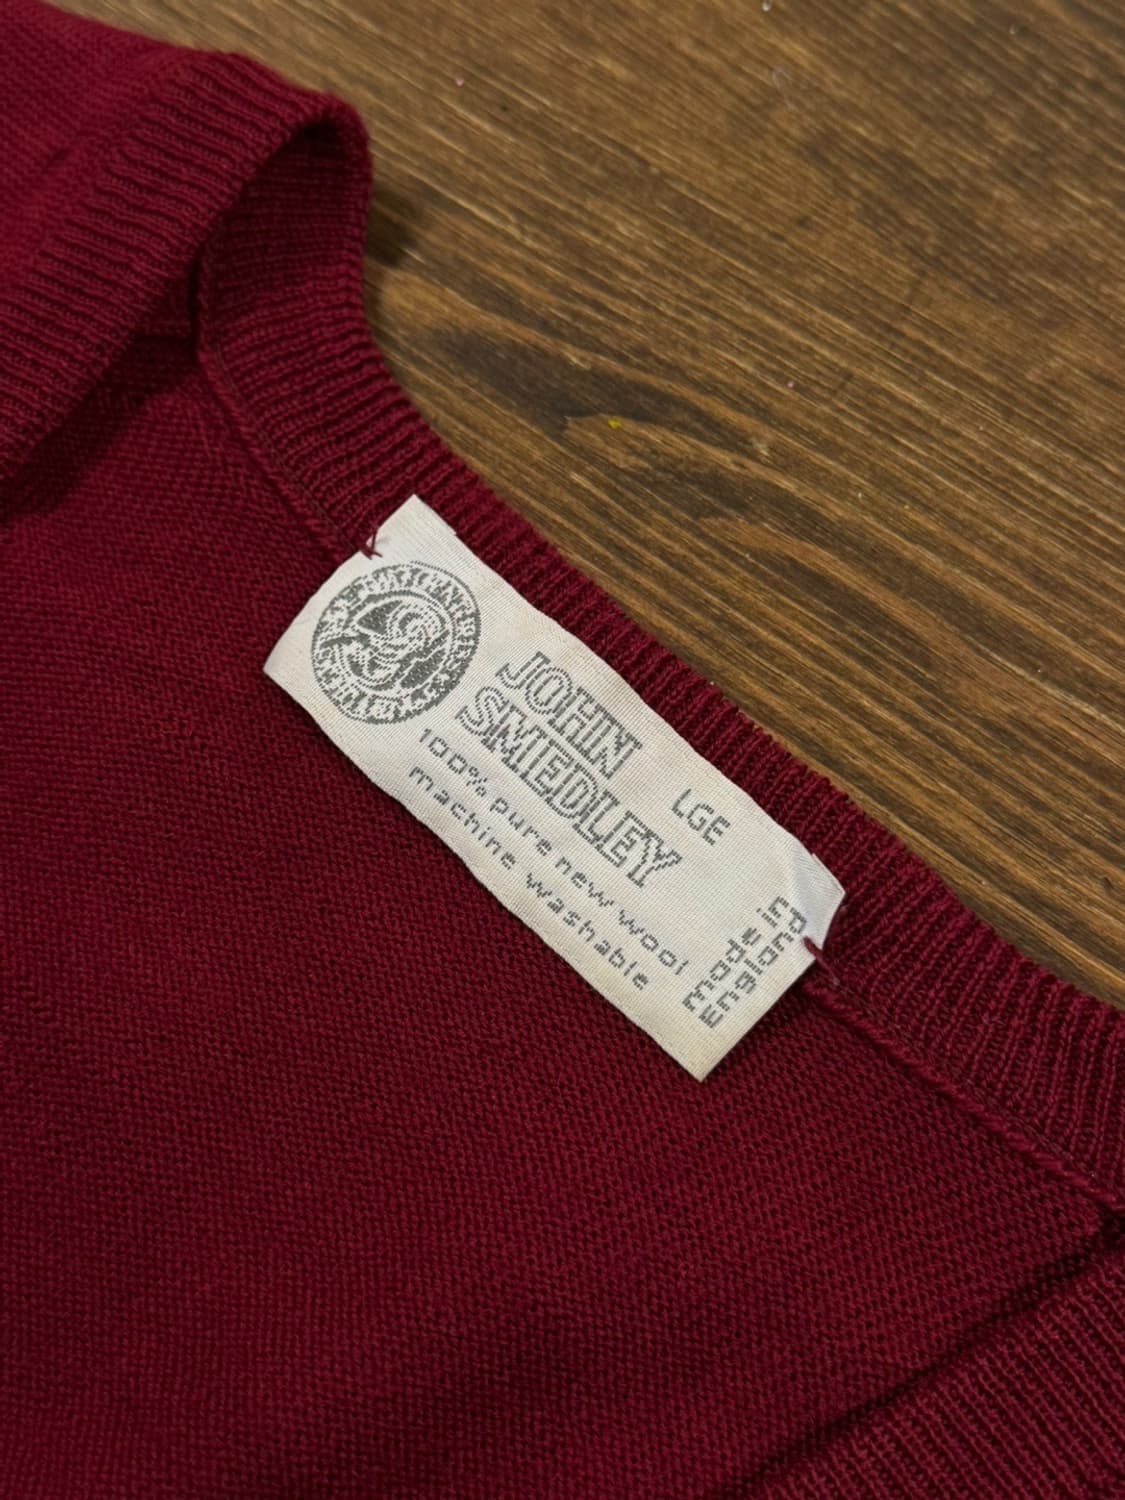 JOHN
SMEDLEY
LGE
100% pure new wool
machine washable
made in
England